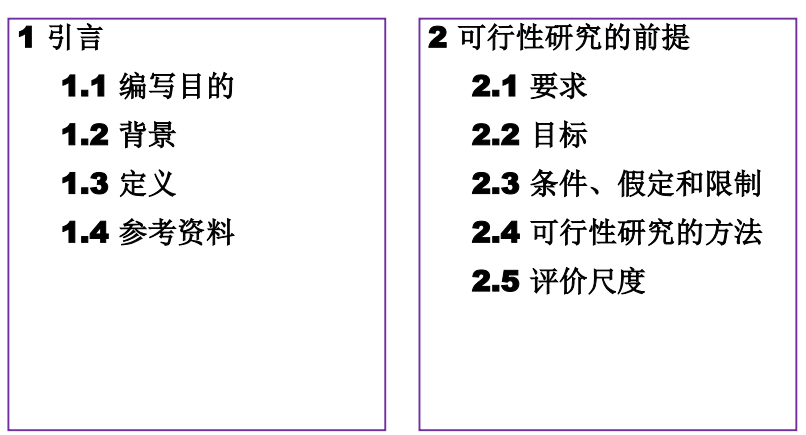 1 引言
1.1 编写目的
1.2 背景
1.3 定义
1.4 参考资料
2 可行性研究的前提
2.1 要求
2.2 目标
2.3 条件、假定和限制
2.4 可行性研究的方法
2.5 评价尺度